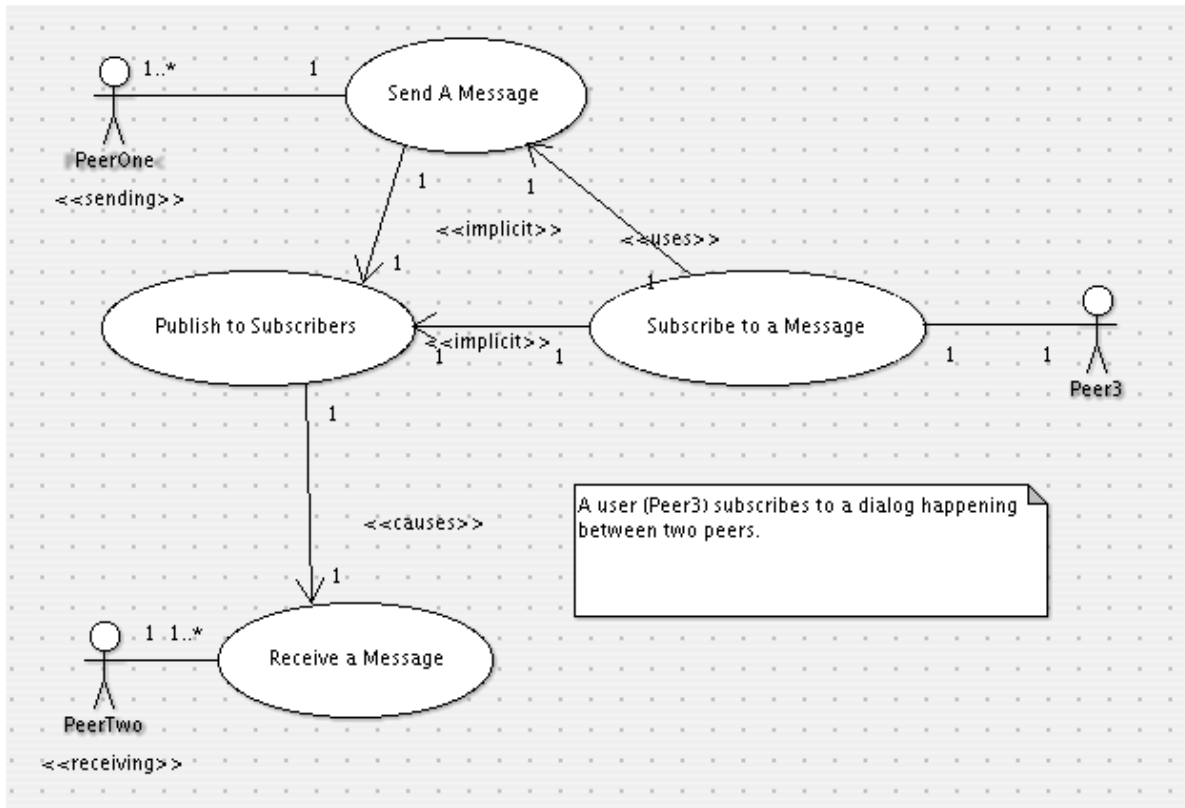 1..*
1
Send A Message
PeerOne
<<sending>>
1
1
<<implicit>>
<<uses>>
1
1
Publish to Subscribers
<<implicit>>
1
1
Subscribe to a Message
1
1
Peer3
1
<<causes>>
A user (Peer3) subscribes to a dialog happening
between two peers.
1
1
1..*
Receive a Message
PeerTwo
<<receiving>>